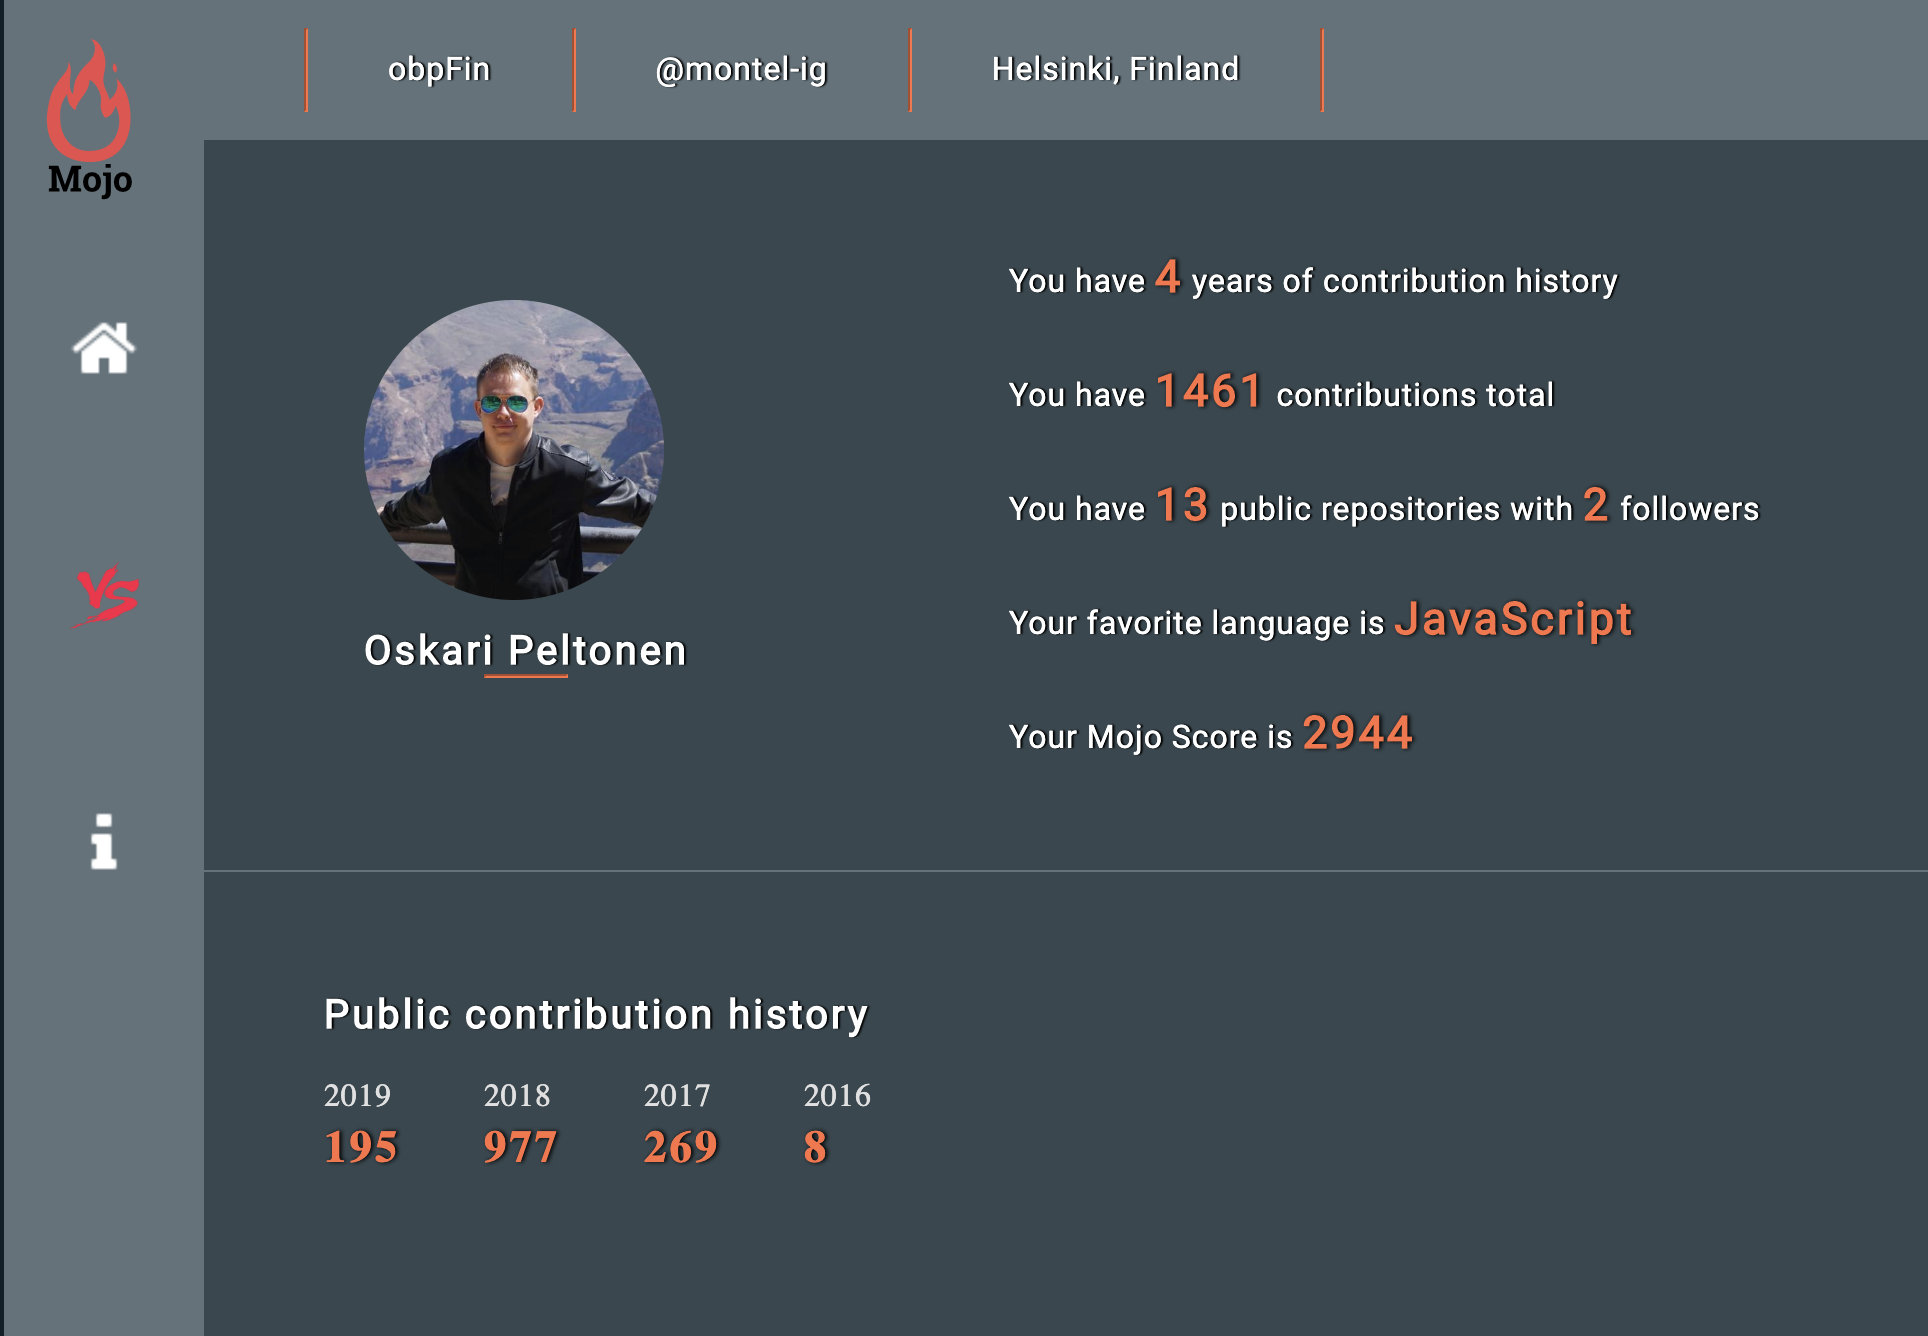 Mojo
obpFin
@montel-ig
Helsinki, Finland
VS
Oskari Peltonen
You have 4 years of contribution history
You have 1461 contributions total
You have 13 public repositories with 2 followers
Your favorite language is JavaScript
Your Mojo Score is 2944
Public contribution history
2019 2018 2017 2016
195 977 269 8